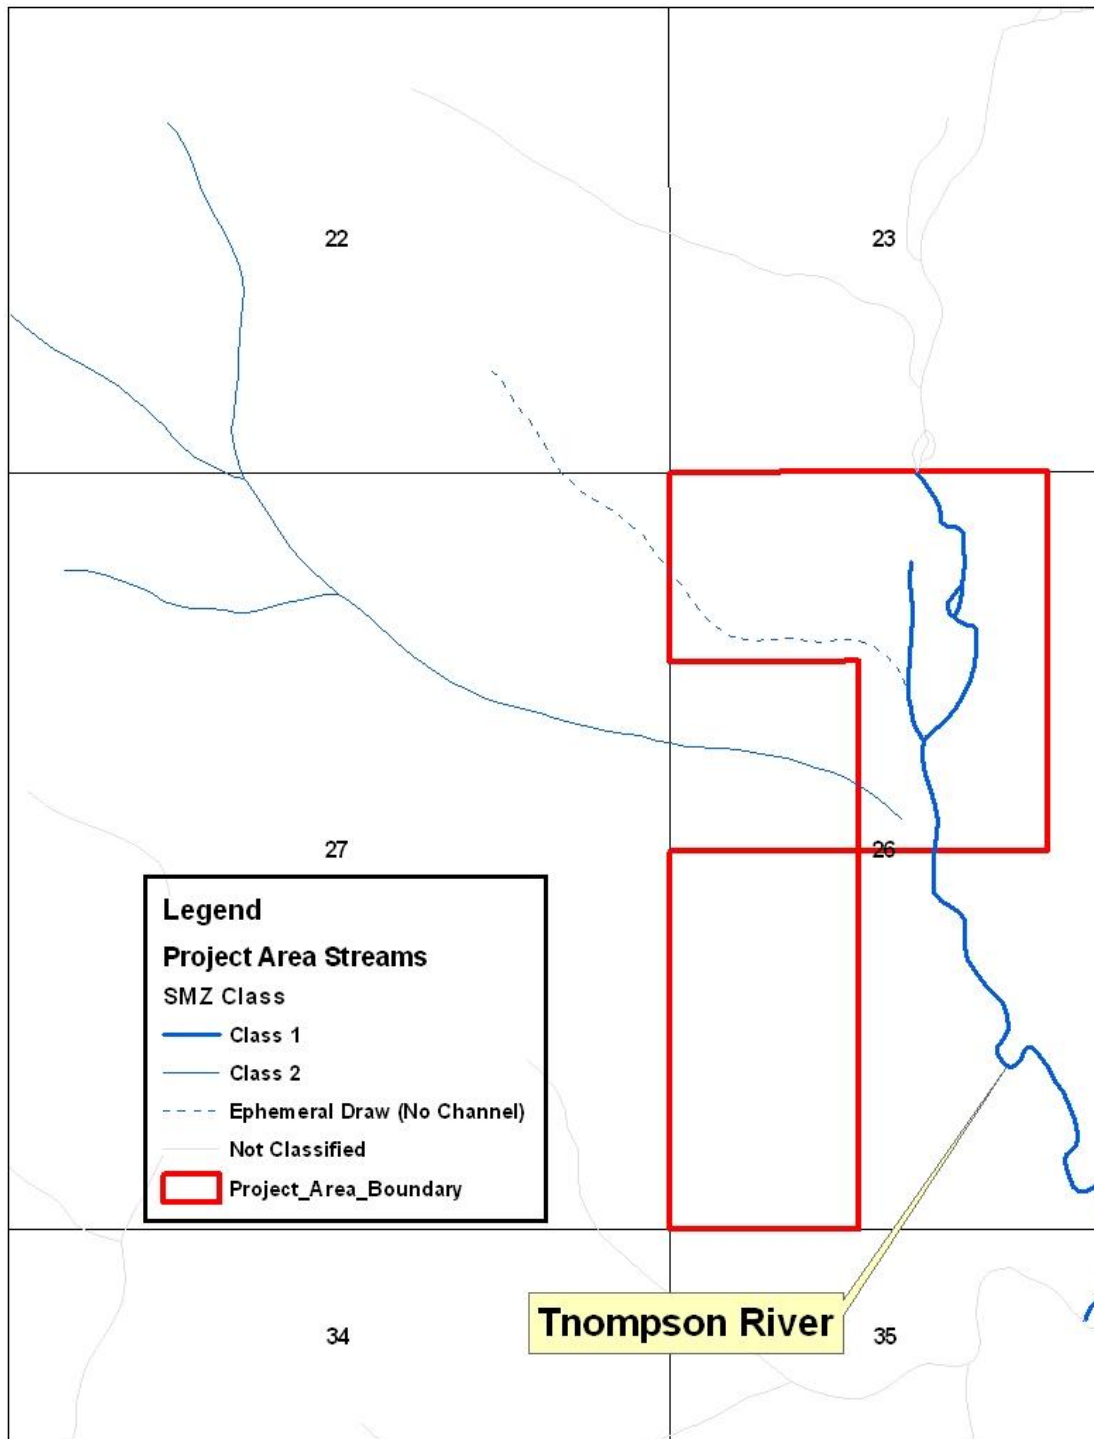 22
23
27
26
Legend
Project Area Streams
SMZ Class
Class 1
Class 2
Ephemeral Draw (No Channel)
Not Classified
Project_Area_Boundary
Tnompson River
34
35